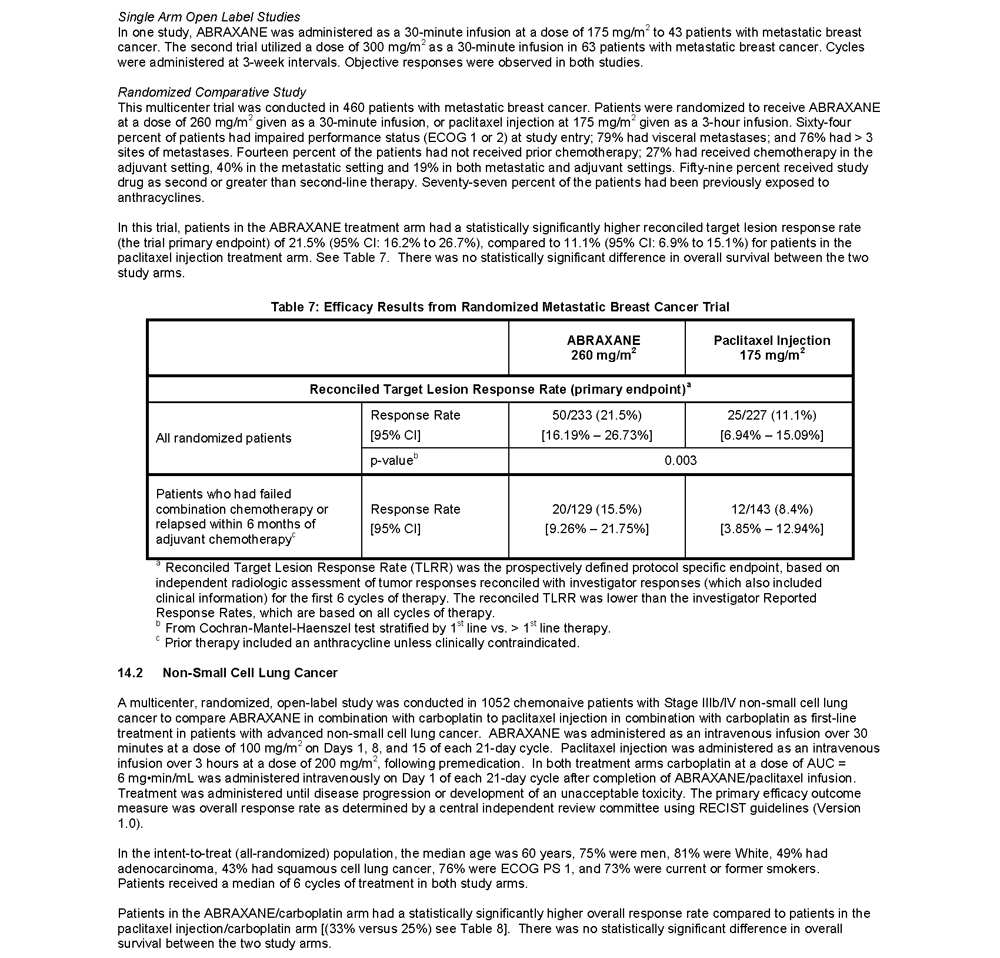 Single Arm Open Label Studies
In one study, ABRAXANE was administered as a 30-minute infusion at a dose of 175 mg/m² to 43 patients with metastatic breast
cancer. The second trial utilized a dose of 300 mg/m² as a 30-minute infusion in 63 patients with metastatic breast cancer. Cycles
were administered at 3-week intervals. Objective responses were observed in both studies.
Randomized Comparative Study
This multicenter trial was conducted in 460 patients with metastatic breast cancer. Patients were randomized to receive ABRAXANE
at a dose of 260 mg/m² given as a 30-minute infusion, or paclitaxel injection at 175 mg/m² given as a 3-hour infusion. Sixty-four
percent of patients had impaired performance status (ECOG 1 or 2) at study entry; 79% had visceral metastases; and 76% had > 3
sites of metastases. Fourteen percent of the patients had not received prior chemotherapy; 27% had received chemotherapy in the
adjuvant setting, 40% in the metastatic setting and 19% in both metastatic and adjuvant settings. Fifty-nine percent received study
drug as second or greater than second-line therapy. Seventy-seven percent of the patients had been previously exposed to
anthracyclines.
In this trial, patients in the ABRAXANE treatment arm had a statistically significantly higher reconciled target lesion response rate
(the trial primary endpoint) of 21.5% (95% CI: 16.2% to 26.7%), compared to 11.1% (95% CI: 6.9% to 15.1%) for patients in the
paclitaxel injection treatment arm. See Table 7. There was no statistically significant difference in overall survival between the two
study arms.
Table 7: Efficacy Results from Randomized Metastatic Breast Cancer Trial
ABRAXANE Paclitaxel Injection
260 mg/m² 175 mg/m²
Reconciled Target Lesion Response Rate (primary endpoint)ᵃ
All randomized patients
Response Rate 50/233 (21.5%) 25/227 (11.1%)
[95% CI] [16.19% – 26.73%] [6.94% – 15.09%]
p-valueᵇ 0.003
Patients who had failed
combination chemotherapy or
relapsed within 6 months of
adjuvant chemotherapyᶜ
Response Rate 20/129 (15.5%) 12/143 (8.4%)
[95% CI] [9.26% – 21.75%] [3.85% – 12.94%]
ᵃ Reconciled Target Lesion Response Rate (TLRR) was the prospectively defined protocol specific endpoint, based on
independent radiologic assessment of tumor responses reconciled with investigator responses (which also included
clinical information) for the first 6 cycles of therapy. The reconciled TLRR was lower than the investigator Reported
Response Rates, which are based on all cycles of therapy.
ᵇ From Cochran-Mantel-Haenszel test stratified by 1ˢᵗ line vs. > 1ˢᵗ line therapy.
ᶜ Prior therapy included an anthracycline unless clinically contraindicated.
14.2 Non-Small Cell Lung Cancer
A multicenter, randomized, open-label study was conducted in 1052 chemonaive patients with Stage IIIb/IV non-small cell lung
cancer to compare ABRAXANE in combination with carboplatin to paclitaxel injection in combination with carboplatin as first-line
treatment in patients with advanced non-small cell lung cancer. ABRAXANE was administered as an intravenous infusion over 30
minutes at a dose of 100 mg/m² on Days 1, 8, and 15 of each 21-day cycle. Paclitaxel injection was administered as an intravenous
infusion over 3 hours at a dose of 200 mg/m², following premedication. In both treatment arms carboplatin at a dose of AUC =
6 mg•min/mL was administered intravenously on Day 1 of each 21-day cycle after completion of ABRAXANE/paclitaxel infusion.
Treatment was administered until disease progression or development of an unacceptable toxicity. The primary efficacy outcome
measure was overall response rate as determined by a central independent review committee using RECIST guidelines (Version
1.0).
In the intent-to-treat (all-randomized) population, the median age was 60 years, 75% were men, 81% were White, 49% had
adenocarcinoma, 43% had squamous cell lung cancer, 76% were ECOG PS 1, and 73% were current or former smokers.
Patients received a median of 6 cycles of treatment in both study arms.
Patients in the ABRAXANE/carboplatin arm had a statistically significantly higher overall response rate compared to patients in the
paclitaxel injection/carboplatin arm [(33% versus 25%) see Table 8]. There was no statistically significant difference in overall
survival between the two study arms.